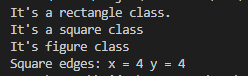 It's a rectangle class.
It's a square class
It's figure class
Square edges: x = 4 y = 4